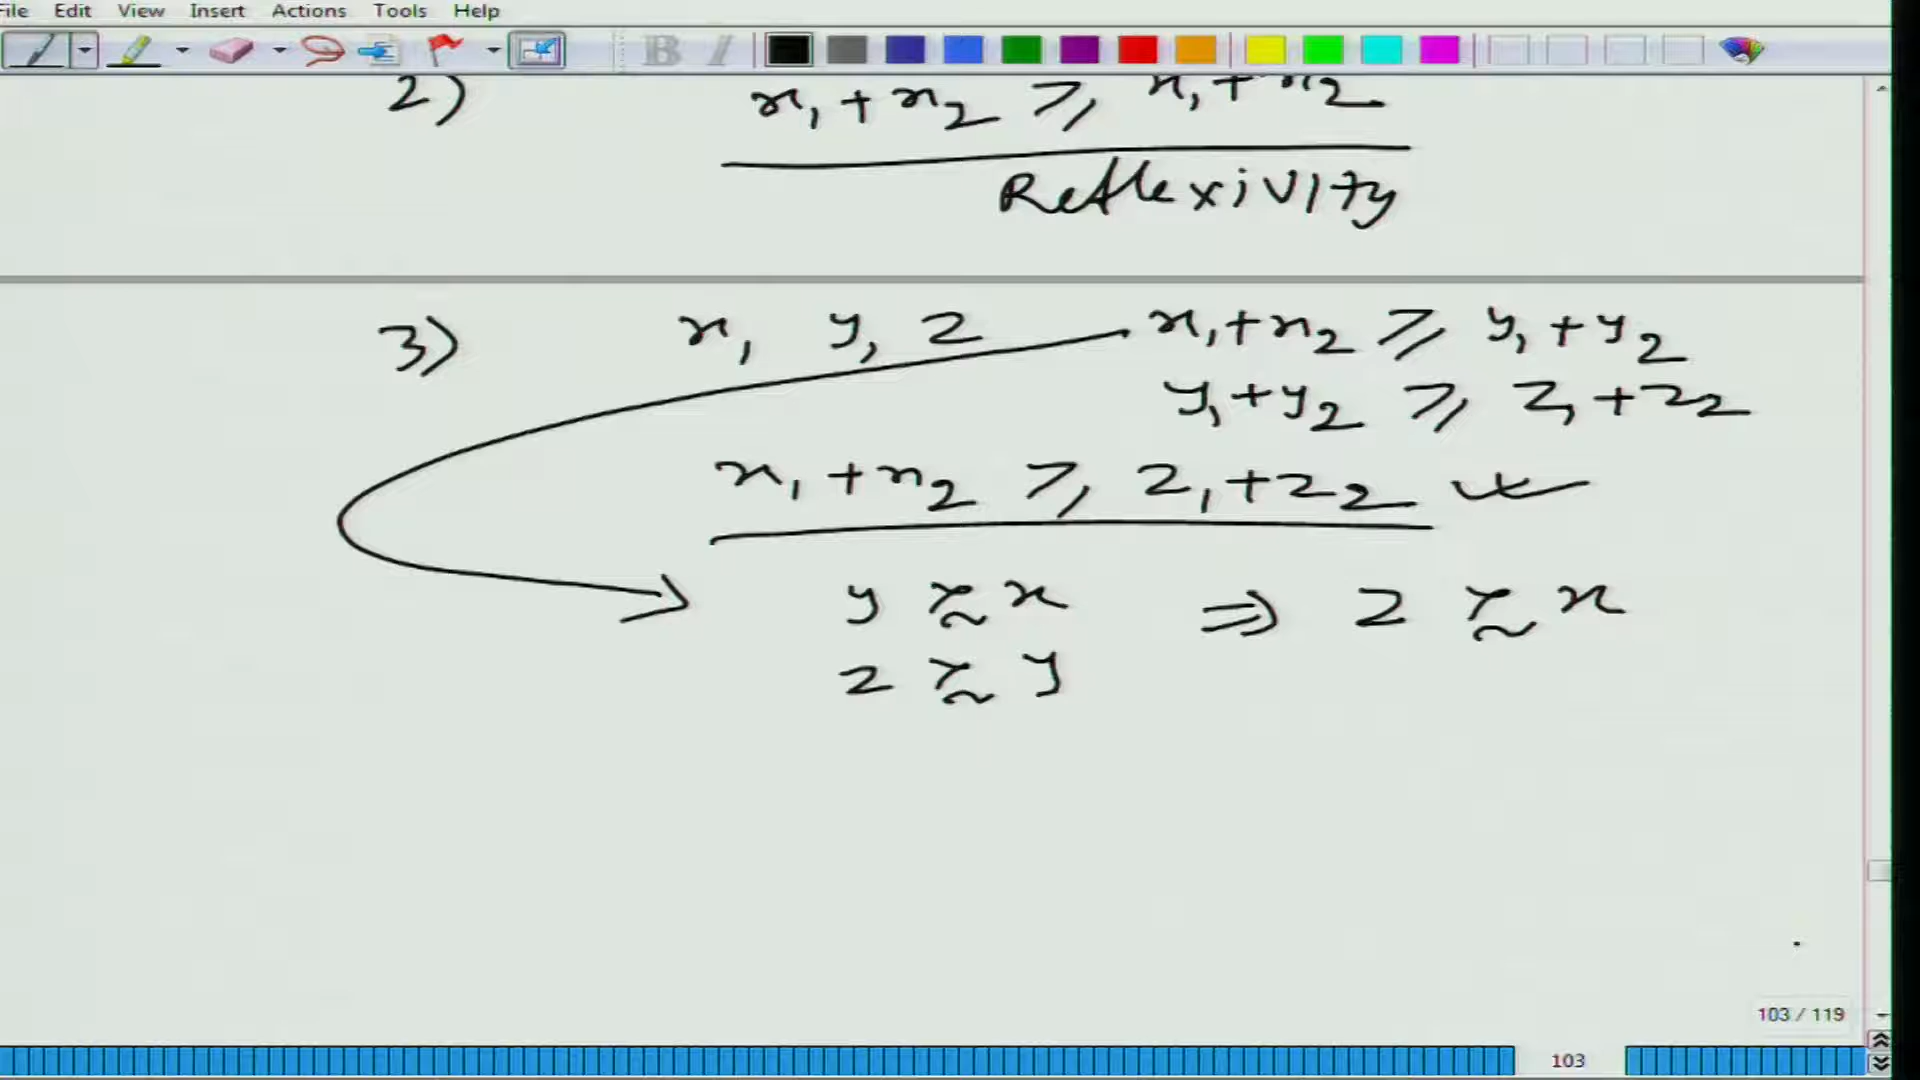 File Edit View Insert Actions Tools Help
B I
2) x₁ + x₂ ≥ x₁ + x₂
Reflexivity
3) x, y, z x₁ + x₂ ≥ y₁ + y₂
y₁ + y₂ ≥ z₁ + z₂
x₁ + x₂ ≥ z₁ + z₂
y ≿ x ⇒ z ≿ x
z ≿ y
103 / 119
103